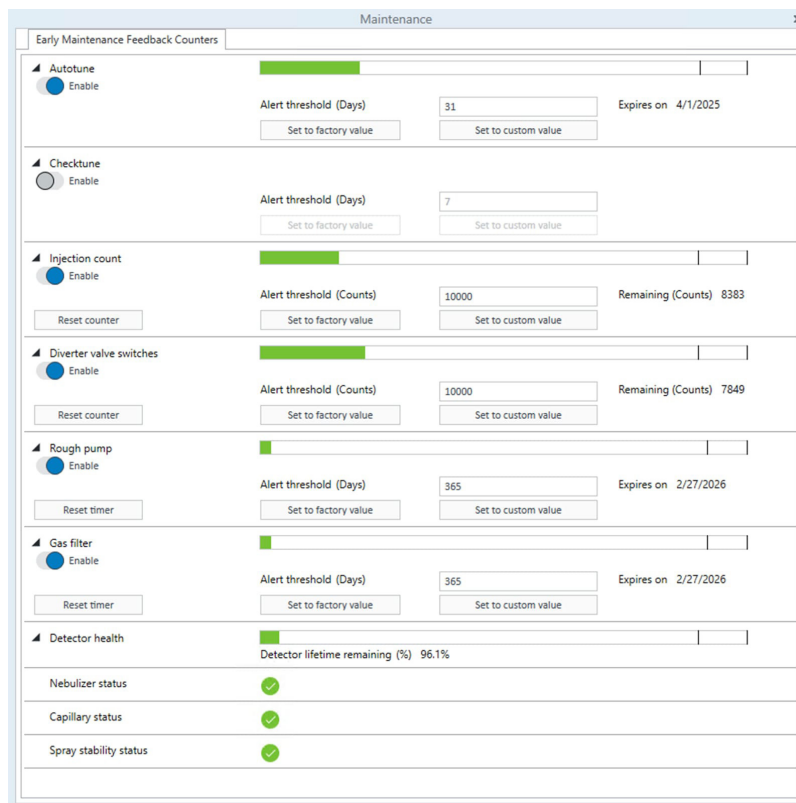 Maintenance
Early Maintenance Feedback Counters
Autotune
Enable
Alert threshold (Days) 31 Expires on 4/1/2025
Set to factory value Set to custom value
Checktune
Enable
Alert threshold (Days) 7
Set to factory value Set to custom value
Injection count
Enable
Alert threshold (Counts) 10000 Remaining (Counts) 8383
Reset counter Set to factory value Set to custom value
Diverter valve switches
Enable
Alert threshold (Counts) 10000 Remaining (Counts) 7849
Reset counter Set to factory value Set to custom value
Rough pump
Enable
Alert threshold (Days) 365 Expires on 2/27/2026
Reset timer Set to factory value Set to custom value
Gas filter
Enable
Alert threshold (Days) 365 Expires on 2/27/2026
Reset timer Set to factory value Set to custom value
Detector health
Detector lifetime remaining (%) 96.1%
Nebulizer status
Capillary status
Spray stability status